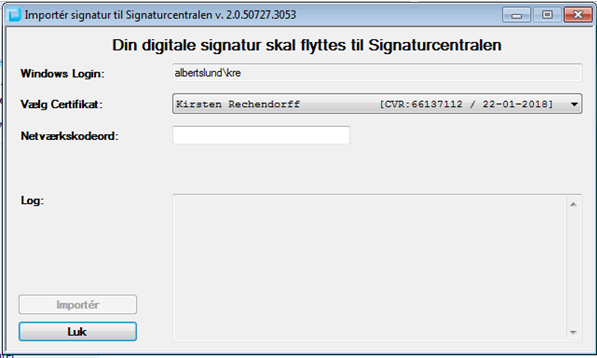 Importér signatur til Signaturcentralen v. 2.0.50727.3053
Din digitale signatur skal flyttes til Signaturcentralen
Windows Login: albertslund\kre
Vælg Certifikat: Kirsten Rechendorff [CVR:66137112 / 22-01-2018]
Netværkskodeord:
Log:
Importér
Luk